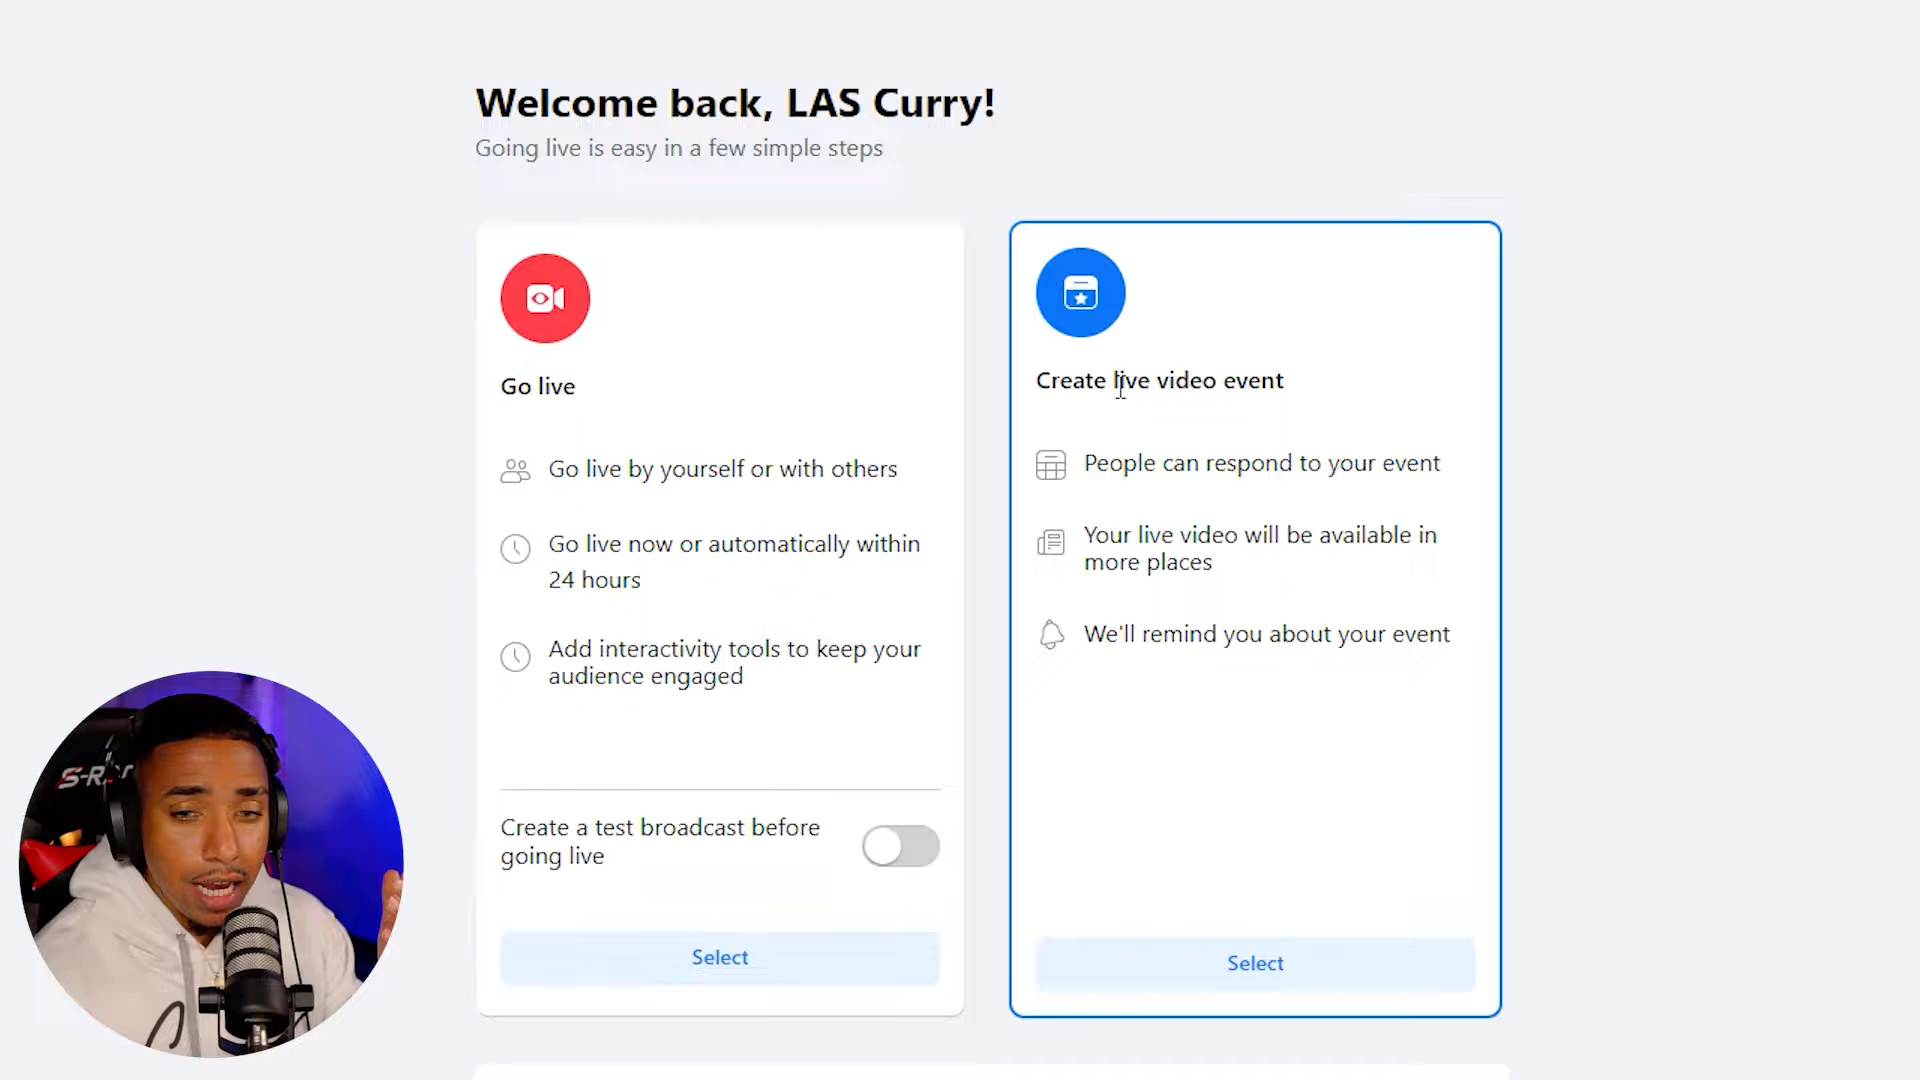 Welcome back, LAS Curry!
Going live is easy in a few simple steps
Go live
Go live by yourself or with others
Go live now or automatically within
24 hours
Add interactivity tools to keep your
audience engaged
Create a test broadcast before
going live
Select
Create live video event
People can respond to your event
Your live video will be available in
more places
We'll remind you about your event
Select